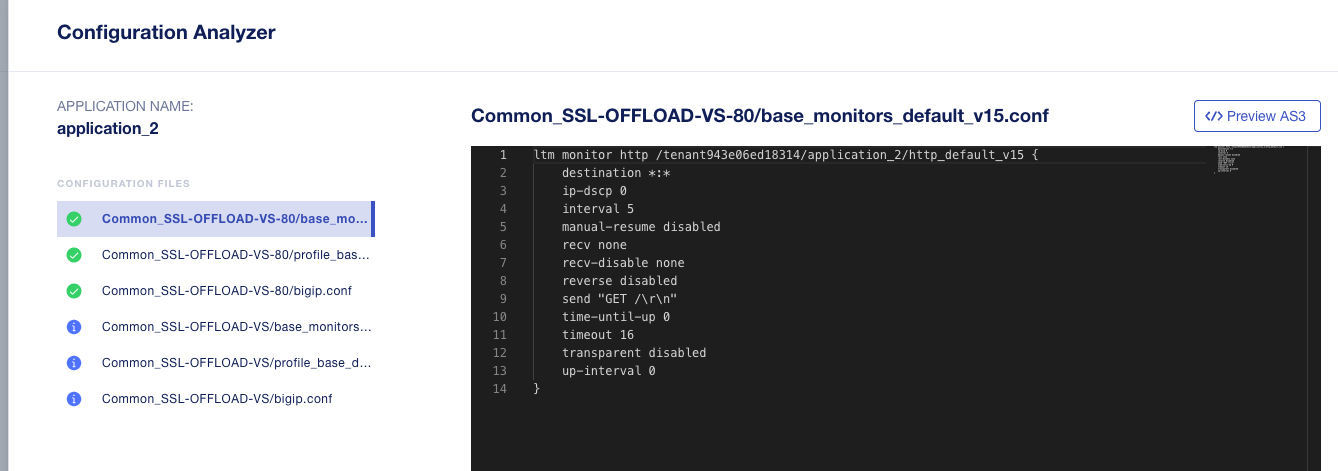 Configuration Analyzer
APPLICATION NAME:
application_2
CONFIGURATION FILES
Common_SSL-OFFLOAD-VS-80/base_mo...
Common_SSL-OFFLOAD-VS-80/profile_bas...
Common_SSL-OFFLOAD-VS-80/bigip.conf
Common_SSL-OFFLOAD-VS/base_monitors...
Common_SSL-OFFLOAD-VS/profile_base_d...
Common_SSL-OFFLOAD-VS/bigip.conf
Common_SSL-OFFLOAD-VS-80/base_monitors_default_v15.conf
</> Preview AS3
1 ltm monitor http /tenant943e06ed18314/application_2/http_default_v15 {
2 destination *:*
3 ip-dscp 0
4 interval 5
5 manual-resume disabled
6 recv none
7 recv-disable none
8 reverse disabled
9 send "GET /\r\n"
10 time-until-up 0
11 timeout 16
12 transparent disabled
13 up-interval 0
14 }